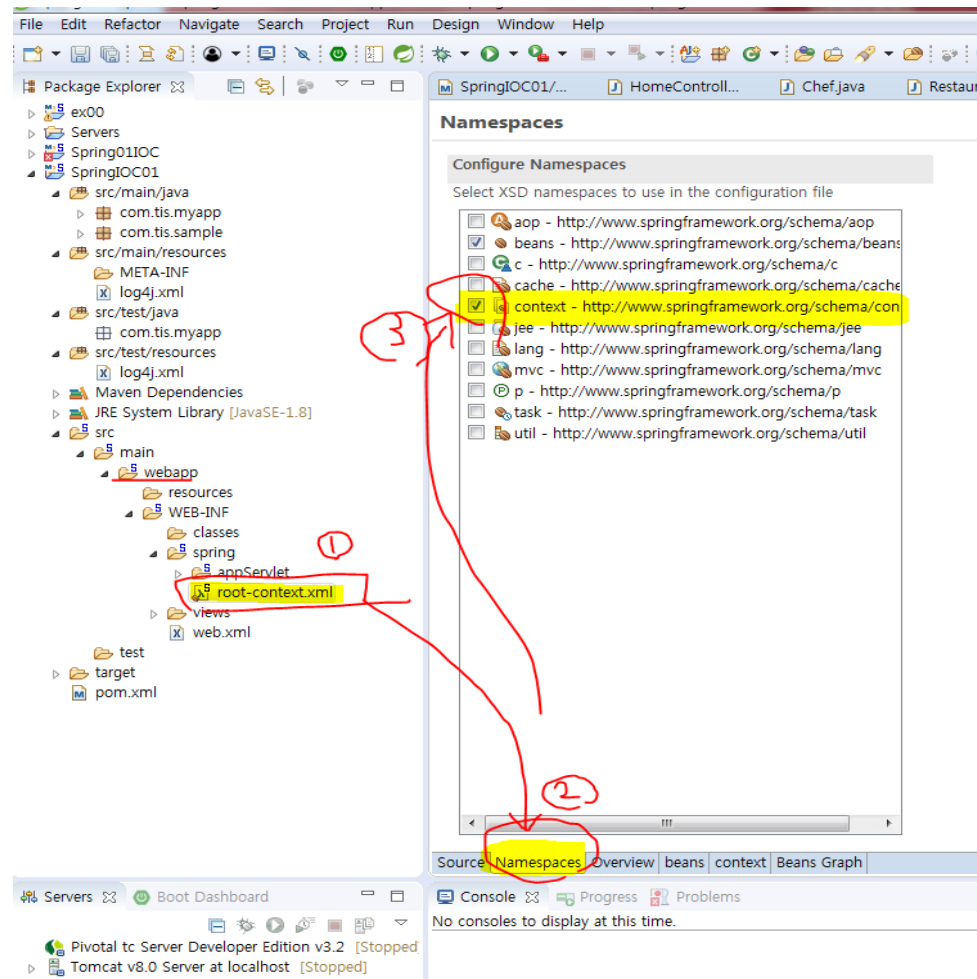 File Edit Refactor Navigate Search Project Run Design Window Help
Package Explorer
SpringIOC01/... HomeControll... Chef.java Restaur
ex00
Servers
Spring01IOC
SpringIOC01
src/main/java
com.tis.myapp
com.tis.sample
src/main/resources
META-INF
log4j.xml
src/test/java
com.tis.myapp
src/test/resources
log4j.xml
Maven Dependencies
JRE System Library [JavaSE-1.8]
src
main
webapp
resources
WEB-INF
classes
spring
appServlet
root-context.xml
views
web.xml
test
target
pom.xml
①
Namespaces
Configure Namespaces
Select XSD namespaces to use in the configuration file
aop - http://www.springframework.org/schema/aop
beans - http://www.springframework.org/schema/beans
c - http://www.springframework.org/schema/c
cache - http://www.springframework.org/schema/cache
context - http://www.springframework.org/schema/con
jee - http://www.springframework.org/schema/jee
lang - http://www.springframework.org/schema/lang
mvc - http://www.springframework.org/schema/mvc
p - http://www.springframework.org/schema/p
task - http://www.springframework.org/schema/task
util - http://www.springframework.org/schema/util
③
②
Source Namespaces Overview beans context Beans Graph
Servers Boot Dashboard
Pivotal tc Server Developer Edition v3.2 [Stopped
Tomcat v8.0 Server at localhost [Stopped]
Console Progress Problems
No consoles to display at this time.